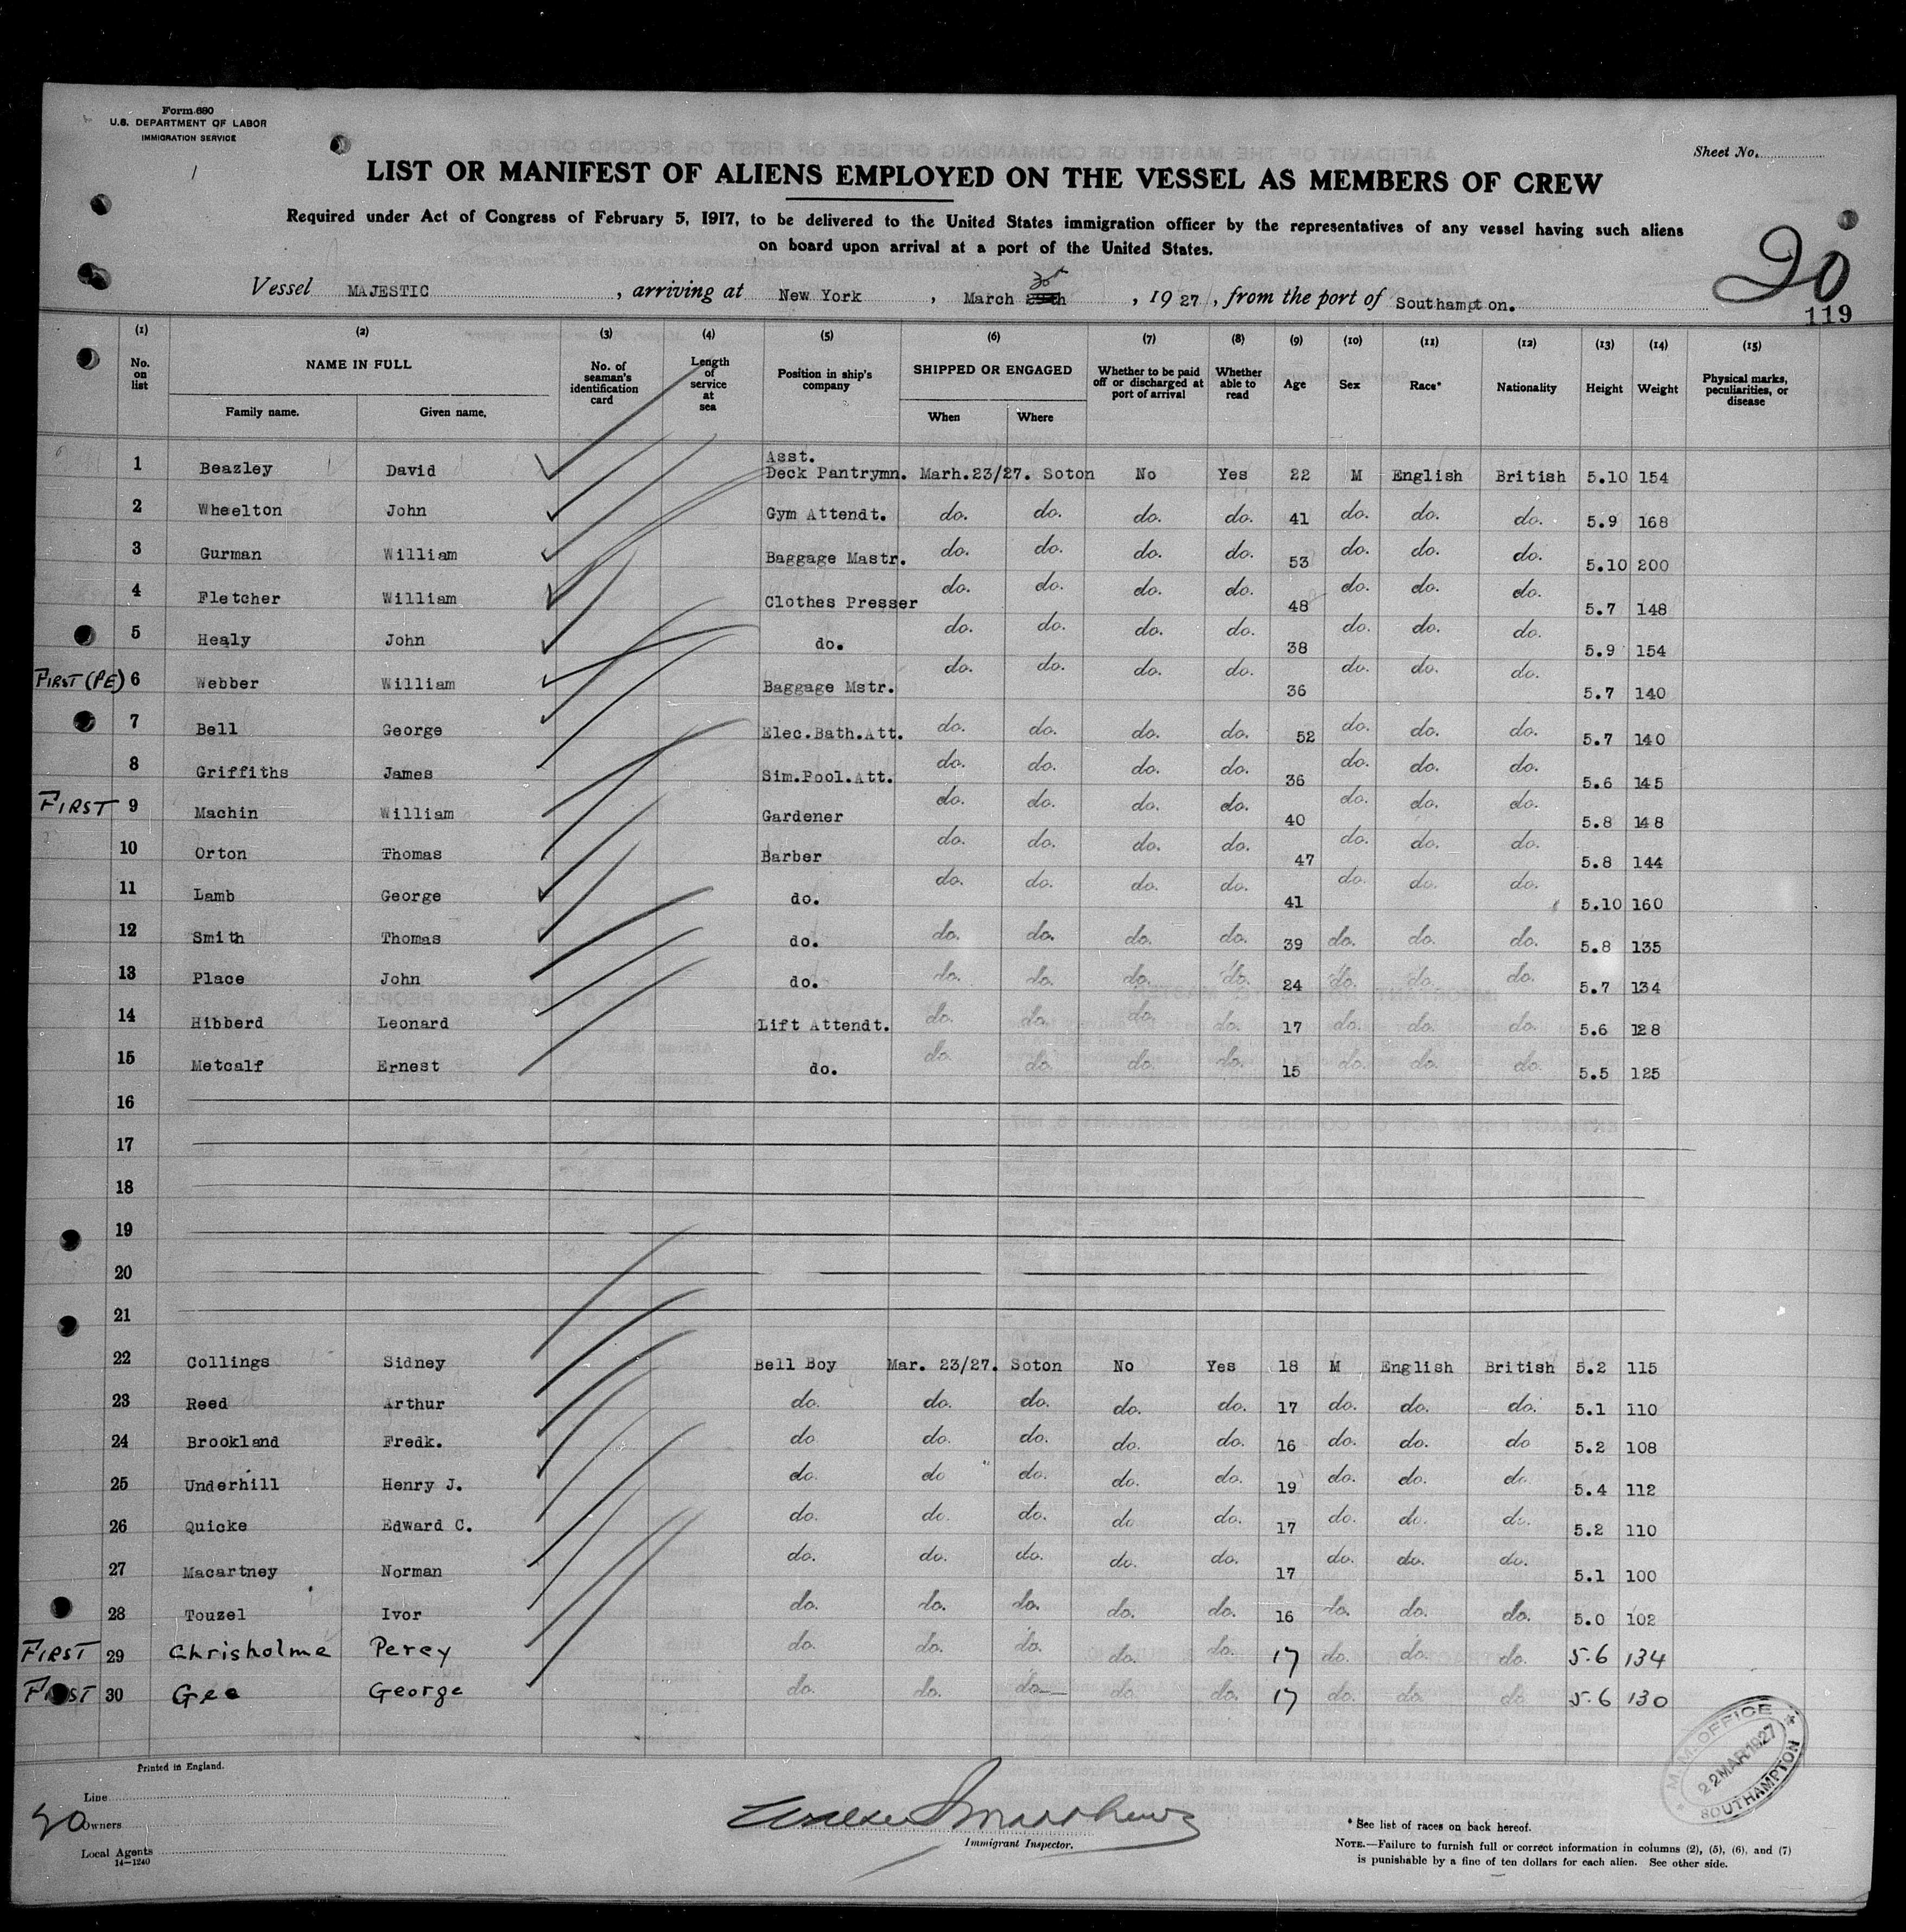 Form 680
U.S. DEPARTMENT OF LABOR
IMMIGRATION SERVICE
Sheet No.
LIST OR MANIFEST OF ALIENS EMPLOYED ON THE VESSEL AS MEMBERS OF CREW
Required under Act of Congress of February 5, 1917, to be delivered to the United States immigration officer by the representatives of any vessel having such aliens
on board upon arrival at a port of the United States.
20
Vessel MAJESTIC, arriving at New York, March 30 29th, 1927, from the port of Southampton.
119
(1) (2) (3) (4) (5) (6) (7) (8) (9) (10) (11) (12) (13) (14) (15)
No. on list NAME IN FULL Family name. Given name. No. of seaman's identification card Length of service at sea Position in ship's company SHIPPED OR ENGAGED When Where Whether to be paid off or discharged at port of arrival Whether able to read Age Sex Race* Nationality Height Weight Physical marks, peculiarities, or disease
1 Beazley David Asst. Deck Pantrymn. Marh.23/27. Soton No Yes 22 M English British 5.10 154
2 Wheelton John Gym Attendt. do. do. do. do. 41 do. do. do. 5.9 168
3 Gurman William Baggage Mastr. do. do. do. do. 53 do. do. do. 5.10 200
4 Fletcher William Clothes Presser do. do. do. do. 48 do. do. do. 5.7 148
5 Healy John do. do. do. do. do. 38 do. do. do. 5.9 154
FIRST (PE) 6 Webber William Baggage Mstr. do. do. do. do. 36 do. do. do. 5.7 140
7 Bell George Elec.Bath.Att. do. do. do. do. 52 do. do. do. 5.7 140
8 Griffiths James Sim.Pool.Att. do. do. do. do. 36 do. do. do. 5.6 145
FIRST 9 Machin William Gardener do. do. do. do. 40 do. do. do. 5.8 148
10 Orton Thomas Barber do. do. do. do. 47 do. do. do. 5.8 144
11 Lamb George do. do. do. do. do. 41 do. do. do. 5.10 160
12 Smith Thomas do. do. do. do. do. 39 do. do. do. 5.8 135
13 Place John do. do. do. do. do. 24 do. do. do. 5.7 134
14 Hibberd Leonard Lift Attendt. do. do. do. do. 17 do. do. do. 5.6 128
15 Metcalf Ernest do. do. do. do. do. 15 do. do. do. 5.5 125
16
17
18
19
20
21
22 Collings Sidney Bell Boy Mar. 23/27. Soton No Yes 18 M English British 5.2 115
23 Reed Arthur do. do. do. do. do. 17 do. do. do. 5.1 110
24 Brookland Fredk. do do. do. do. do. 16 do. do. do 5.2 108
25 Underhill Henry J. do. do do. do. do. 19 do. do. do. 5.4 112
26 Quicke Edward C. do. do. do. do do. 17 do. do. do. 5.2 110
27 Macartney Norman do. do. do. do. do. 17 do. do. do. 5.1 100
28 Touzel Ivor do. do. do. do. do. 16 do. do. do. 5.0 102
FIRST 29 Chrisholme Percy do. do. do. do. do. 17 do. do. do. 5.6 134
FIRST 30 Gee George do. do. do. do. do. 17 do. do. do 5.6 130
M.M. OFFICE
22 MAR 1927
SOUTHAMPTON
Printed in England.
Line
20
Owners
Local Agents
14-1240
Immigrant Inspector.
* See list of races on back hereof.
NOTE.—Failure to furnish full or correct information in columns (2), (5), (6), and (7)
is punishable by a fine of ten dollars for each alien. See other side.